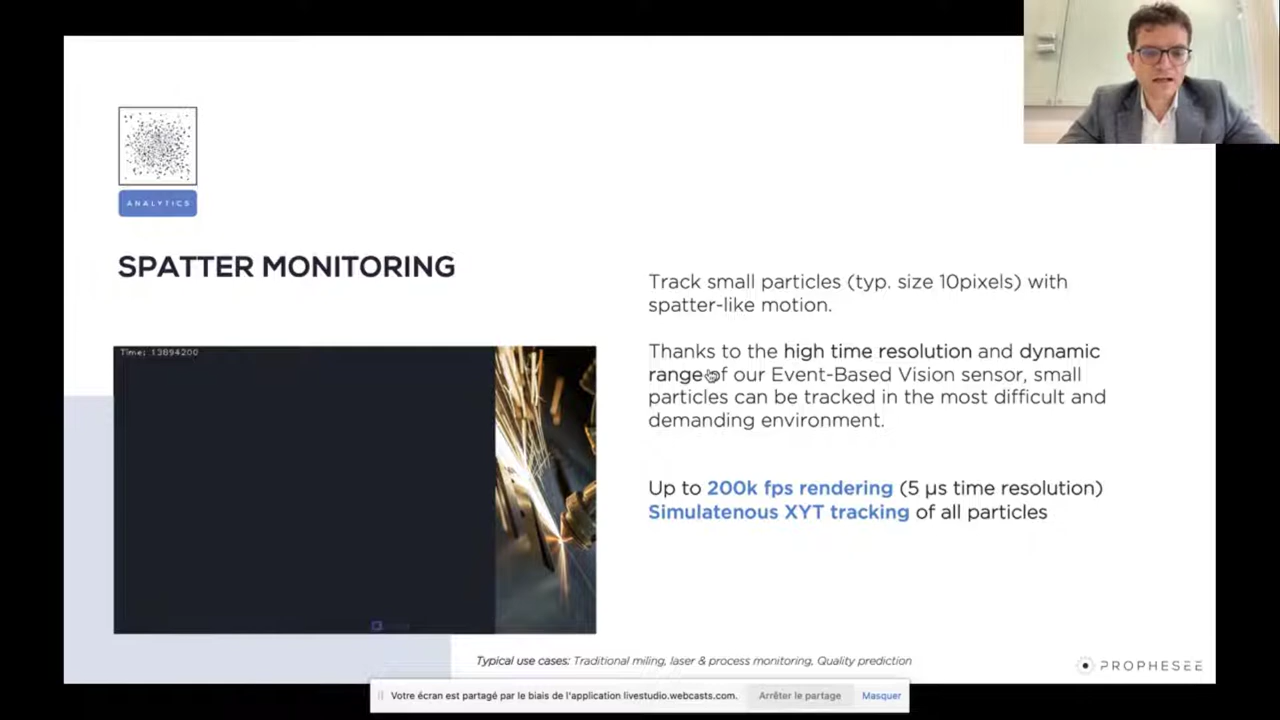 ANALYTICS
SPATTER MONITORING
Time: 13894200
Track small particles (typ. size 10pixels) with
spatter-like motion.
Thanks to the high time resolution and dynamic
range of our Event-Based Vision sensor, small
particles can be tracked in the most difficult and
demanding environment.
Up to 200k fps rendering (5 µs time resolution)
Simulatenous XYT tracking of all particles
Typical use cases: Traditional miling, laser & process monitoring, Quality prediction
PROPHESEE
Votre écran est partagé par le biais de l'application livestudio.webcasts.com.
Arrêter le partage
Masquer